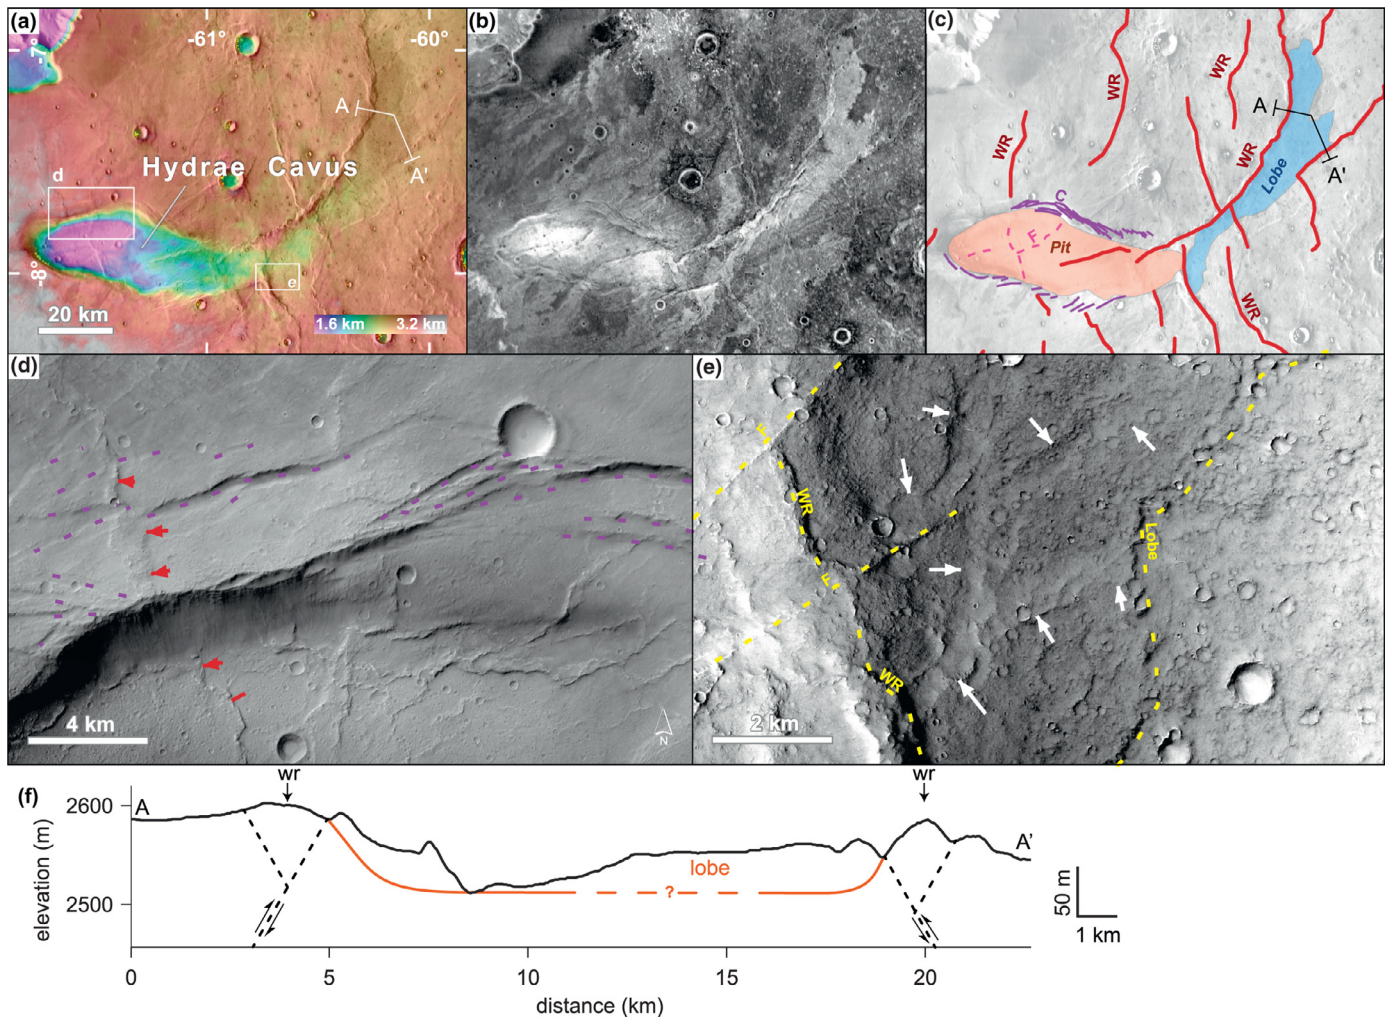 (a)
-61°
-60°
-7°
A
A'
Hydrae Cavus
d
-8°
e
20 km
1.6 km
3.2 km
(b)
(c)
WR
WR
WR
WR
A
A'
Lobe
C
F
Pit
WR
(d)
4 km
N
(e)
F
WR
F
Lobe
WR
2 km
(f)
wr
wr
2600
A
A'
elevation (m)
lobe
?
2500
50 m
1 km
0
5
10
15
20
distance (km)